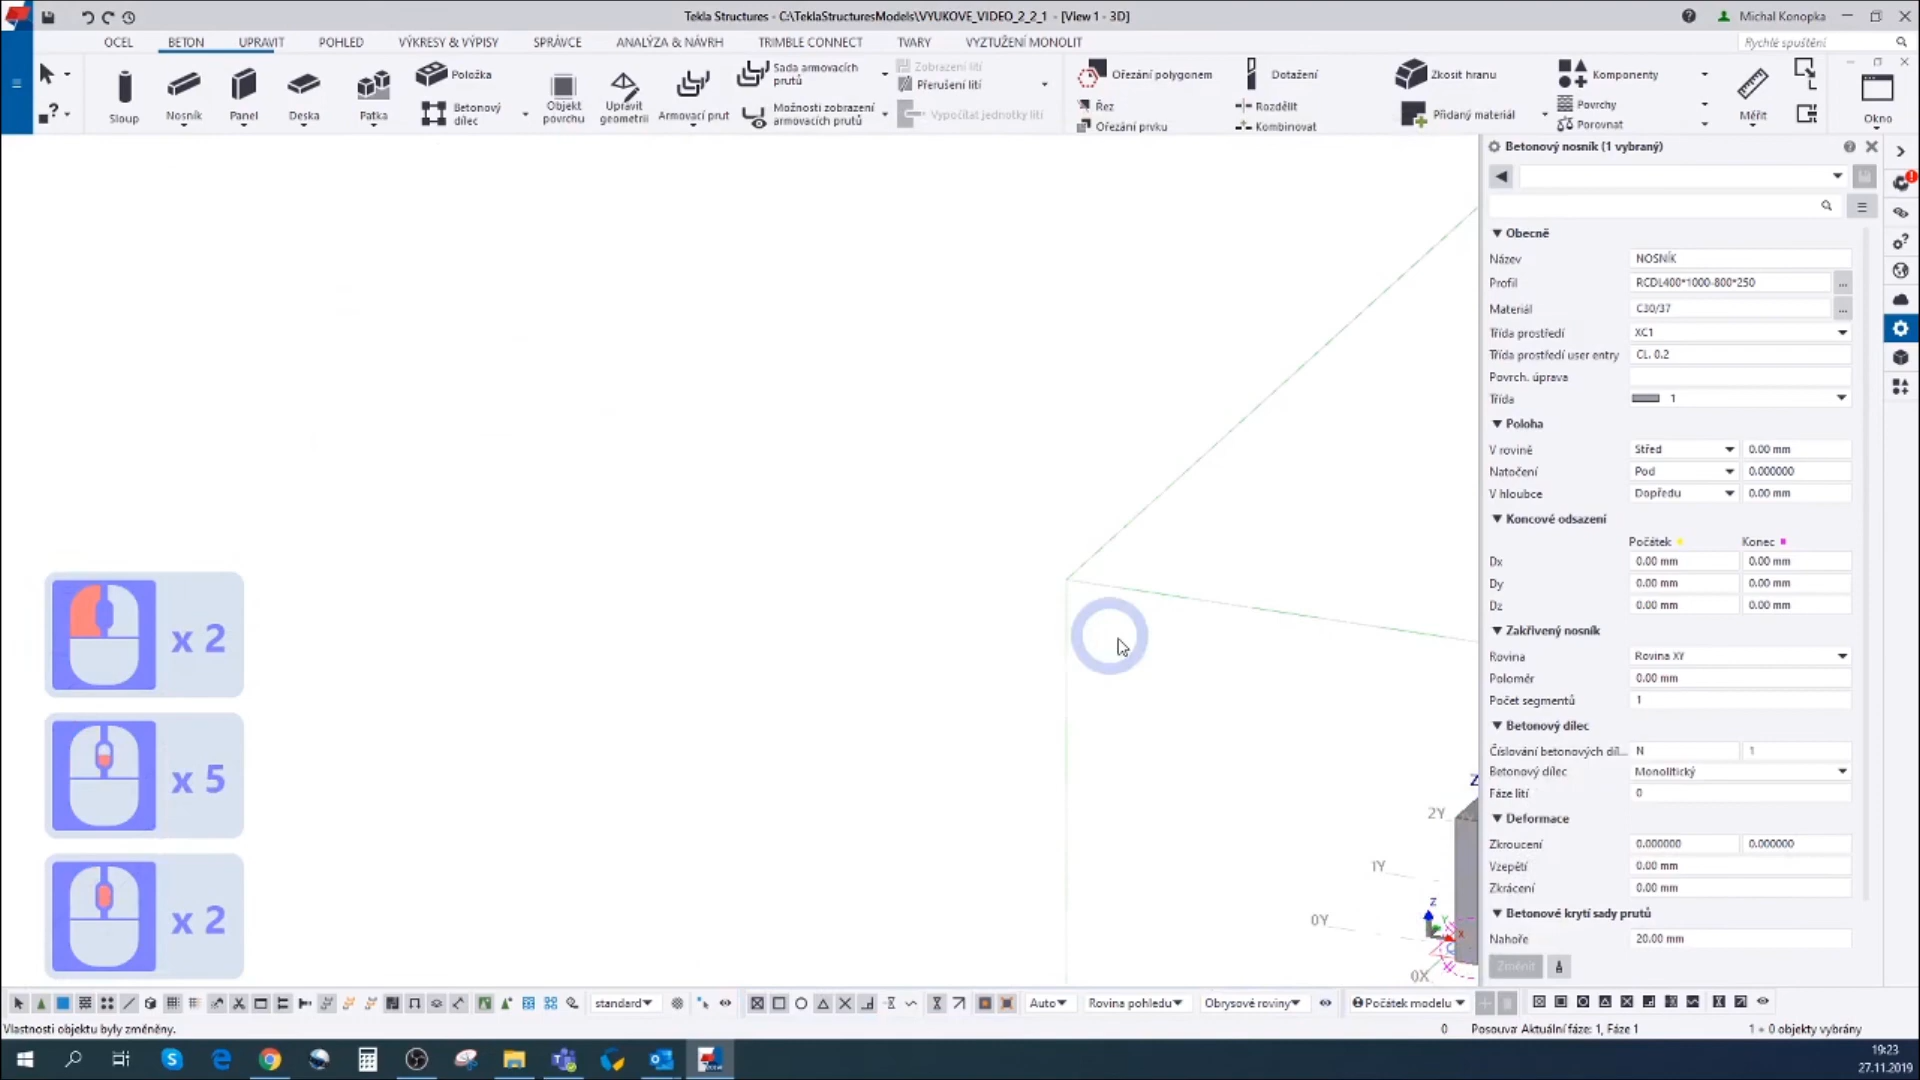 Tekla Structures - C:\TeklaStructuresModels\VYUKOVE_VIDEO_2_2_1 - [View 1 - 3D]
Michal Konopka
OCEL BETON UPRAVIT POHLED VÝKRESY & VÝPISY SPRÁVCE ANALÝZA & NÁVRH TRIMBLE CONNECT TVARY VYZTUŽENÍ MONOLIT
Rychlé spuštění
Sloup Nosník Panel Deska Patka
Položka
Betonový dílec
Objekt povrchu
Upravit geometrii
Armovací prut
Sada armovacích prutů
Možnosti zobrazení armovacích prutů
Zobrazení lití
Přerušení lití
Vypočítat jednotky lití
Ořezání polygonem
Řez
Ořezání prvku
Dotažení
Rozdělit
Kombinovat
Zkosit hranu
Přidaný materiál
Komponenty
Povrchy
Porovnat
Měřit
Okno
Betonový nosník (1 vybraný)
Obecně
Název NOSNÍK
Profil RCDL400*1000-800*250 ...
Materiál C30/37 ...
Třída prostředí XC1
Třída prostředí user entry CL. 0.2
Povrch. úprava
Třída 1
Poloha
V rovině Střed 0.00 mm
Natočení Pod 0.000000
V hloubce Dopředu 0.00 mm
Koncové odsazení
Počátek Konec
Dx 0.00 mm 0.00 mm
Dy 0.00 mm 0.00 mm
Dz 0.00 mm 0.00 mm
Zakřivený nosník
Rovina Rovina XY
Poloměr 0.00 mm
Počet segmentů 1
Betonový dílec
Číslování betonových díl... N 1
Betonový dílec Monolitický
Fáze lití 0
Deformace
Zkroucení 0.000000 0.000000
Vzepětí 0.00 mm
Zkrácení 0.00 mm
Betonové krytí sady prutů
Nahoře 20.00 mm
Změnit
x 2
x 5
x 2
Z
2Y
1Y
0Y
Z
Y
X
0X
standard Auto Rovina pohledu Obrysové roviny Počátek modelu
Vlastnosti objektu byly změněny.
0 Posouva Aktuální fáze: 1, Fáze 1 1 + 0 objekty vybrány
19:23
27.11.2019